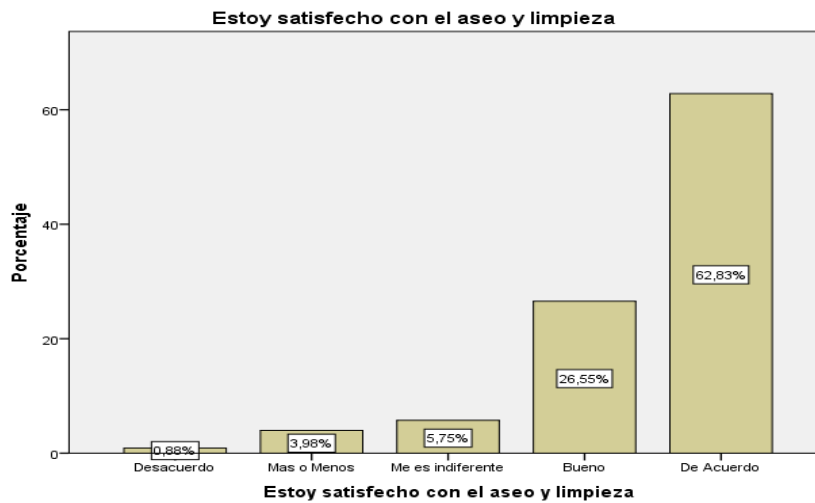 Estoy satisfecho con el aseo y limpieza
Porcentaje
60
40
20
0
0,88%
3,98%
5,75%
26,55%
62,83%
Desacuerdo
Mas o Menos
Me es indiferente
Bueno
De Acuerdo
Estoy satisfecho con el aseo y limpieza